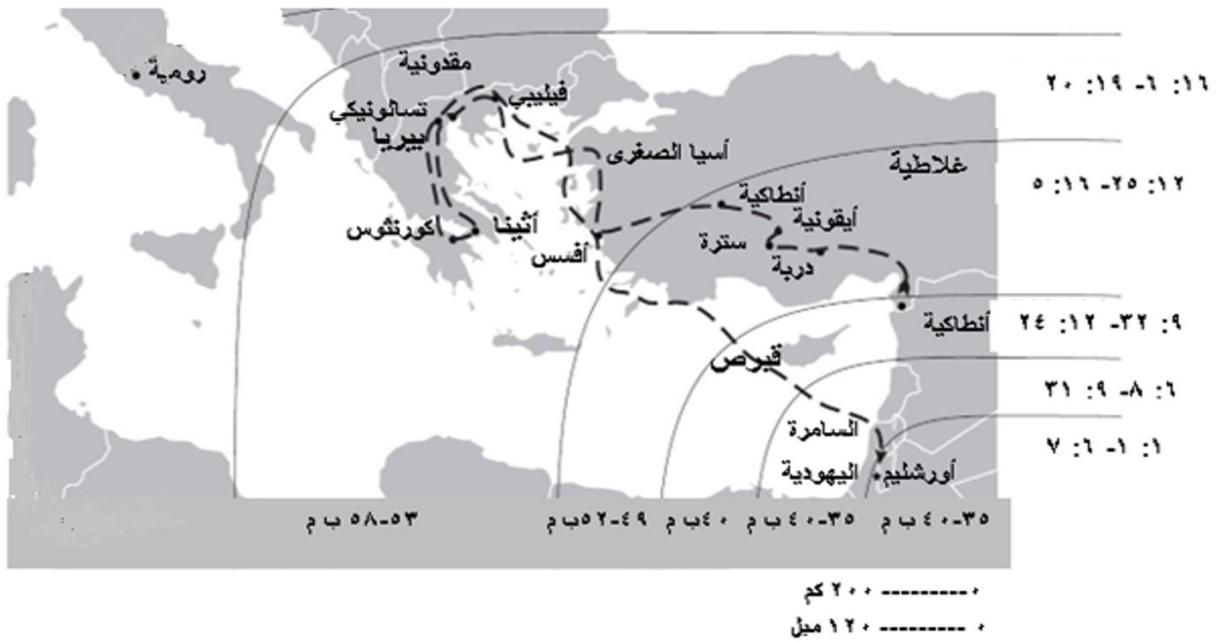 رومية
مقدونية
فيليبي
تسالونيكي
بيريا
أسيا الصغرى
غلاطية
أنطاكية
أيقونية
سترة
دربة
كورنثوس
أثينا
أفسس
أنطاكية
قبرص
السامرة
اليهودية
أورشليم
١٦: ٦- ١٩: ٢٠
١٢: ٢٥- ١٦: ٥
٩: ٣٢- ١٢: ٢٤
٦: ٨- ٩: ٣١
١: ١- ٦: ٧
٥٣-٥٨ ب م
٤٩-٥٢ب م
٤٠ب م
٣٥-٤٠ ب م
٣٥-٤٠ ب م
٠---------٢٠٠ كم
٠ ---------١٢٠ ميل